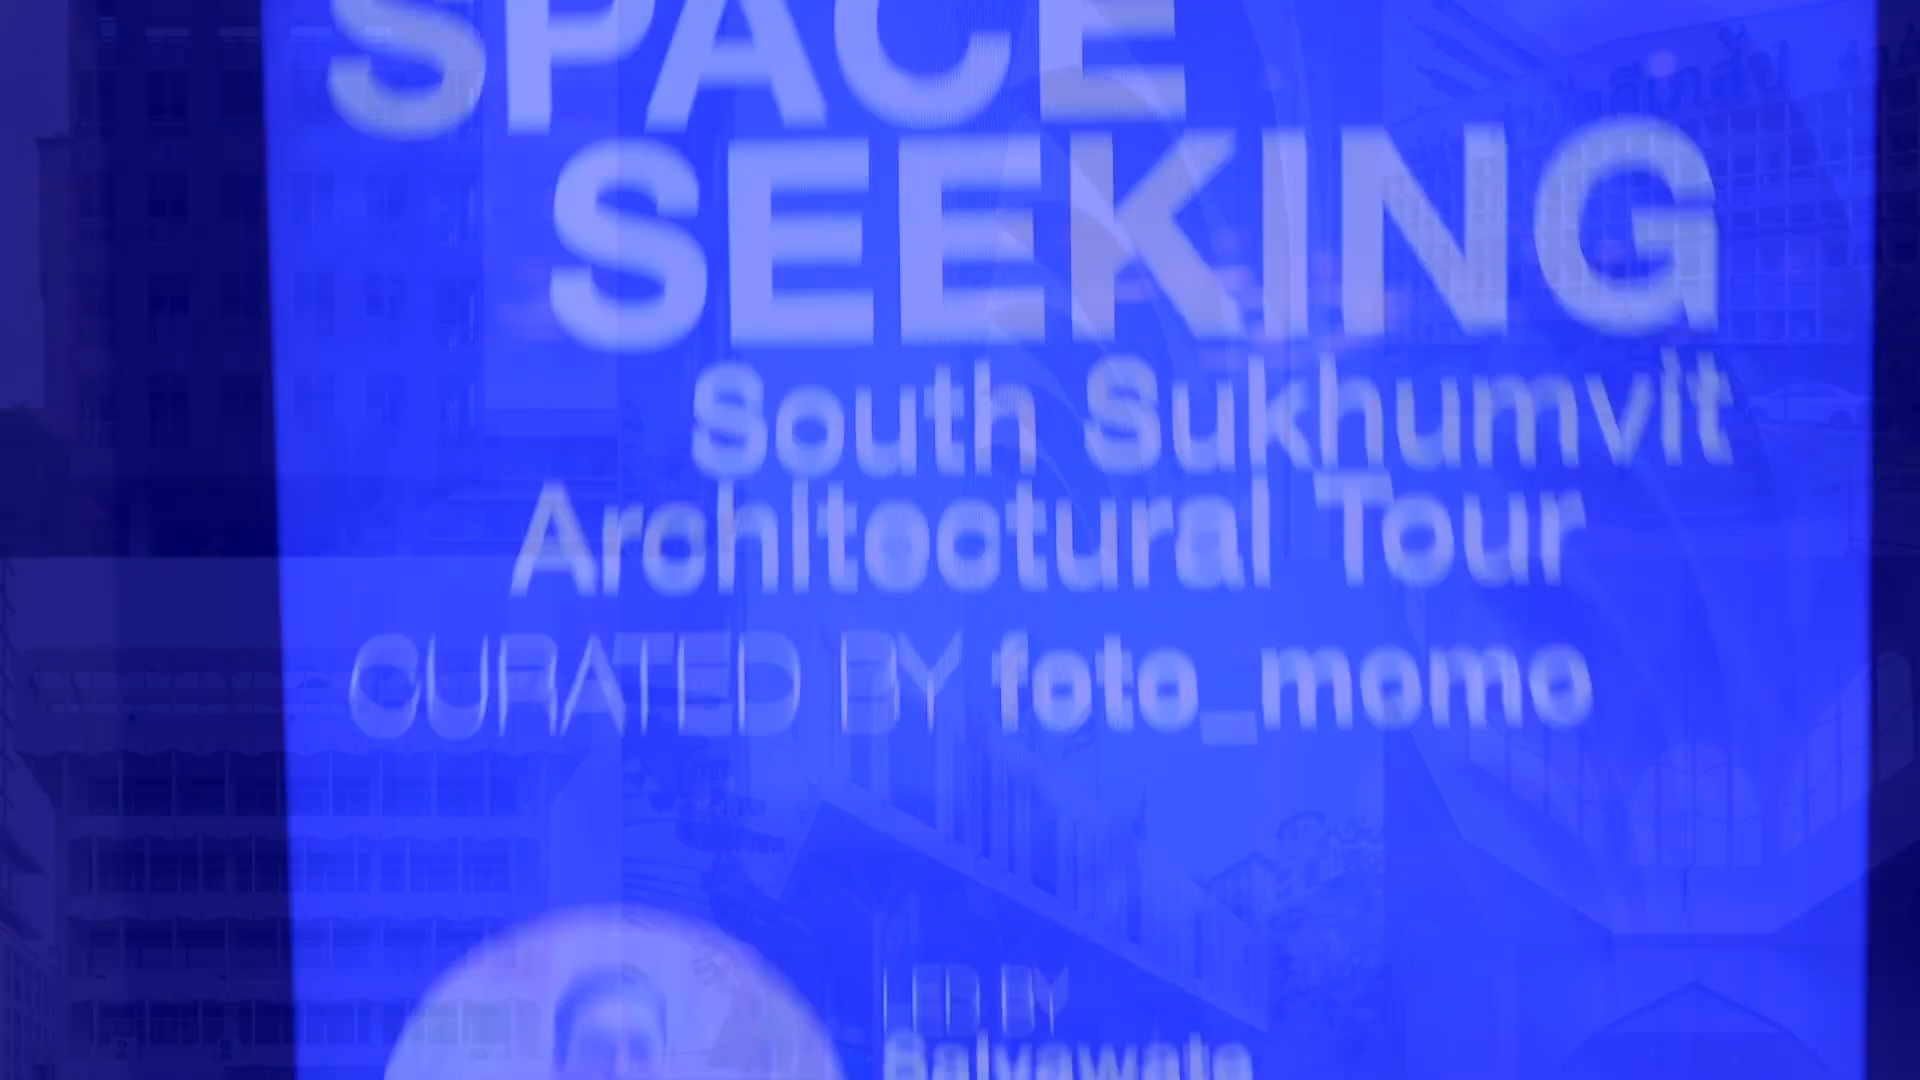 SPACE
SEEKING
South Sukhumvit
Architectural Tour
CURATED BY foto_momo
LED BY